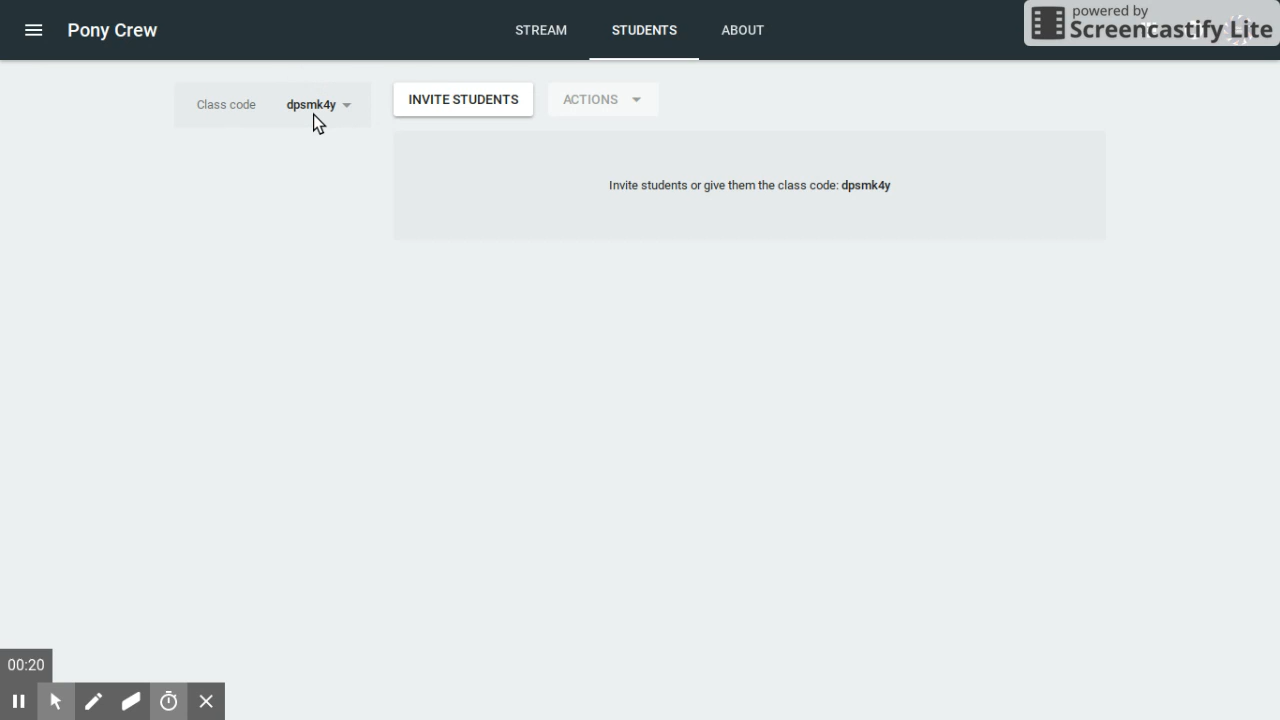 Pony Crew
STREAM
STUDENTS
ABOUT
powered by
Screencastify Lite
Class code
dpsmk4y
INVITE STUDENTS
ACTIONS
Invite students or give them the class code: dpsmk4y
00:20